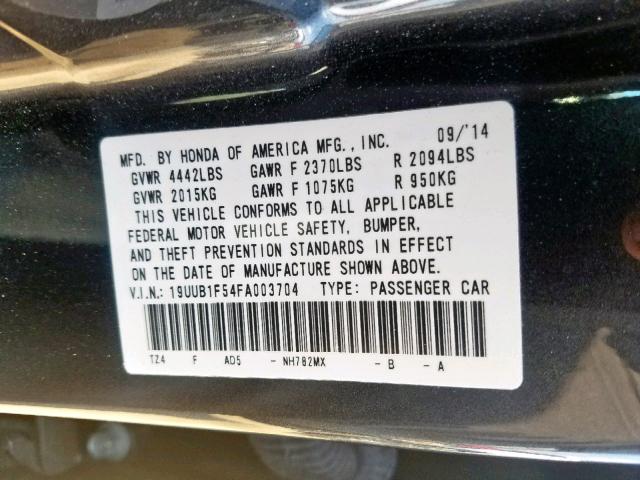 MFD. BY HONDA OF AMERICA MFG., INC. 09/'14
GVWR 4442LBS GAWR F 2370LBS R 2094LBS
GVWR 2015KG GAWR F 1075KG R 950KG
THIS VEHICLE CONFORMS TO ALL APPLICABLE
FEDERAL MOTOR VEHICLE SAFETY, BUMPER,
AND THEFT PREVENTION STANDARDS IN EFFECT
ON THE DATE OF MANUFACTURE SHOWN ABOVE.
V.I.N.: 19UUB1F54FA003704 TYPE: PASSENGER CAR
TZ4 F AD5 - NH782MX - B - A